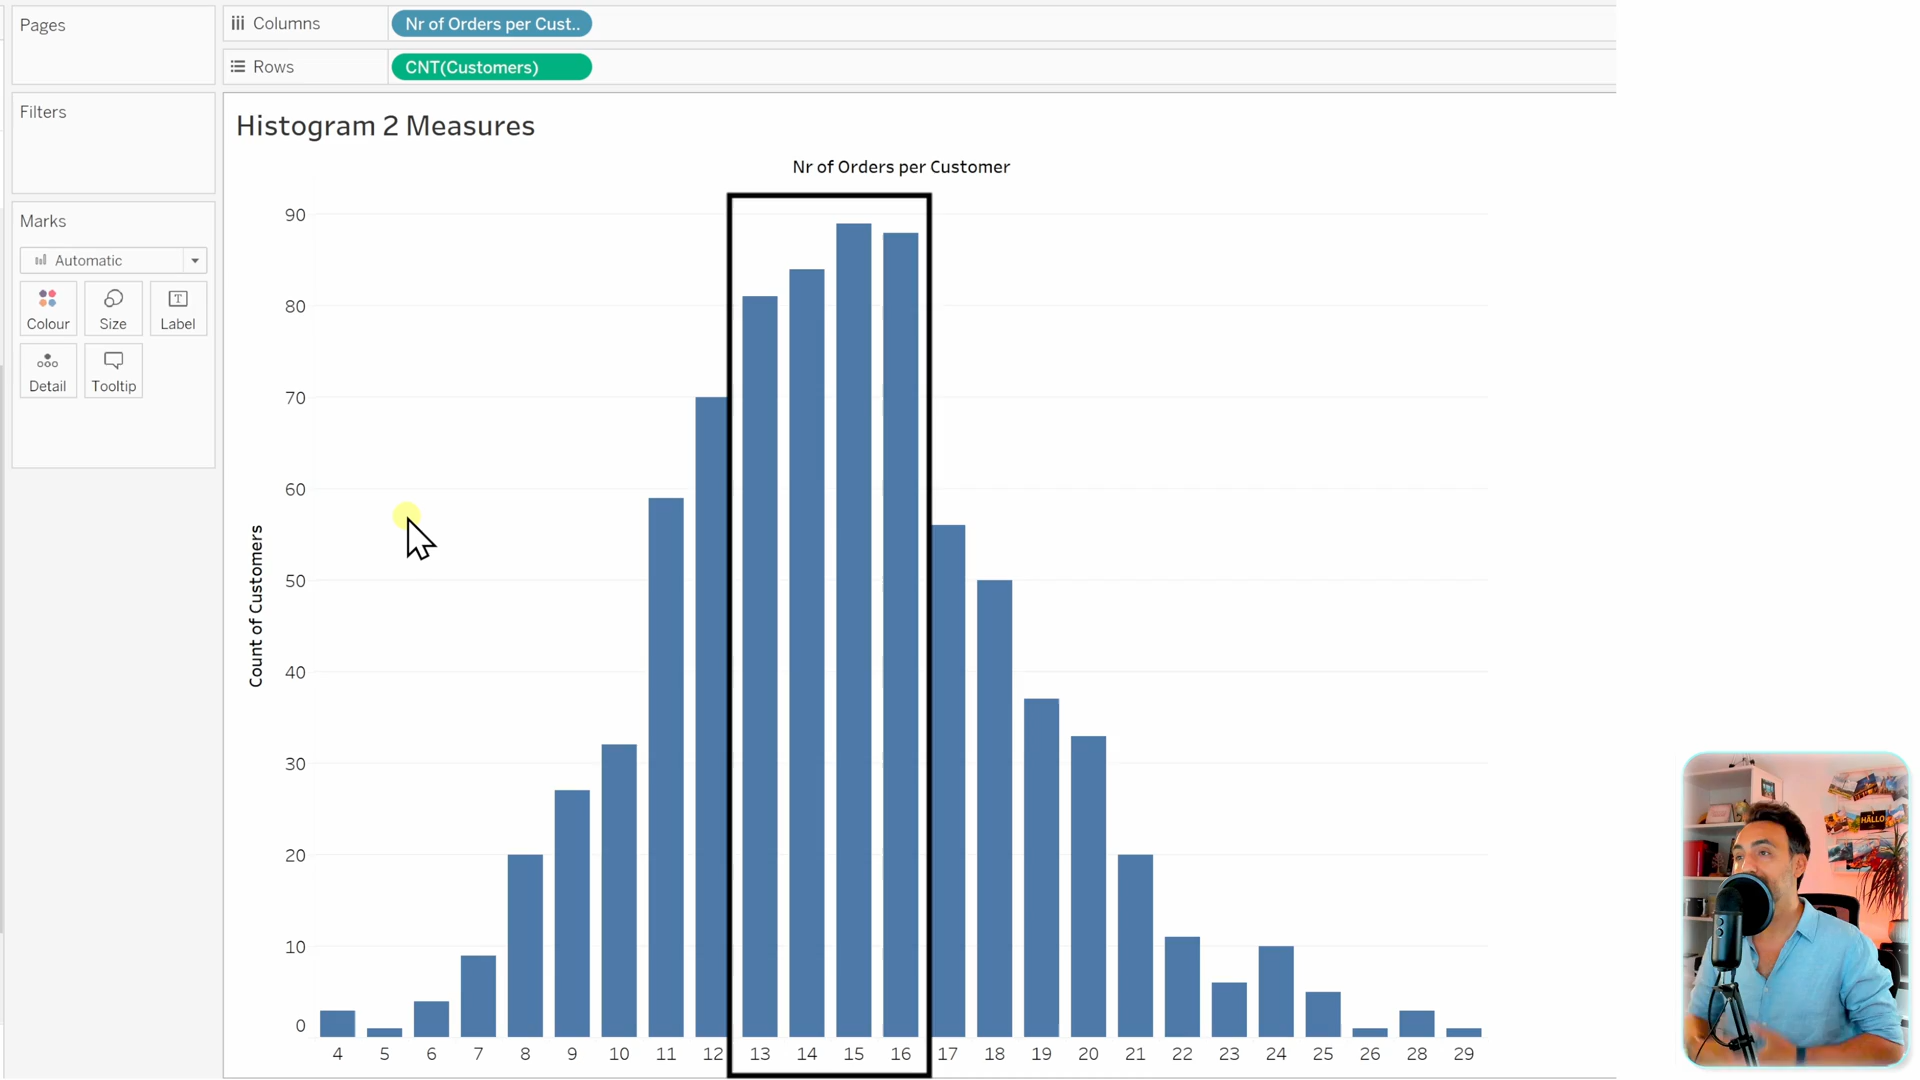 Pages
Columns
Nr of Orders per Cust..
Rows
CNT(Customers)
Filters
Histogram 2 Measures
Nr of Orders per Customer
Marks
Automatic
Colour
Size
Label
Detail
Tooltip
Count of Customers
90
80
70
60
50
40
30
20
10
0
4 5 6 7 8 9 10 11 12 13 14 15 16 17 18 19 20 21 22 23 24 25 26 28 29
HALLO